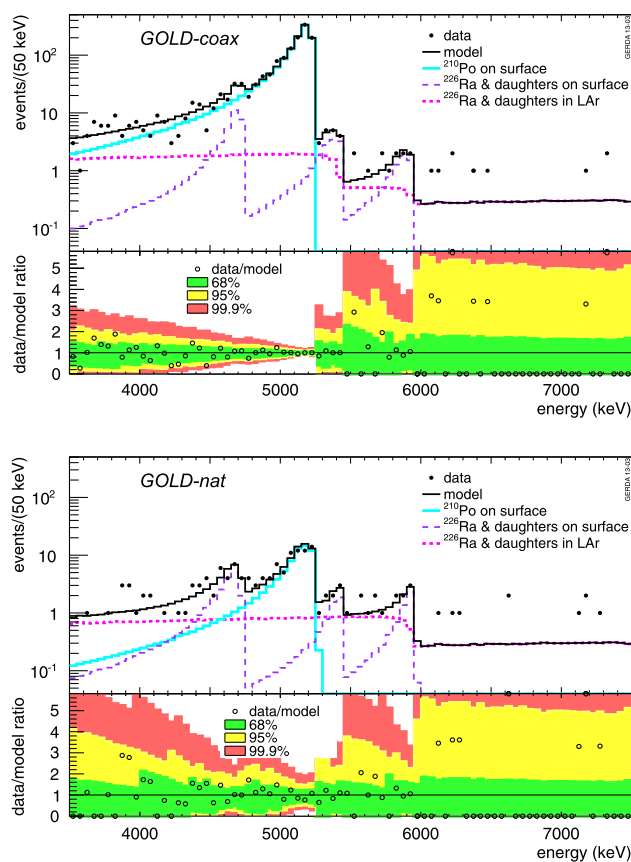 GOLD-coax
data
model
210Po on surface
226Ra & daughters on surface
226Ra & daughters in LAr
GERDA 13-03
events/(50 keV)
10²
10
1
10⁻¹
data/model
68%
95%
99.9%
data/model ratio
5
4
3
2
1
0
4000 5000 6000 7000
energy (keV)
GOLD-nat
data
model
210Po on surface
226Ra & daughters on surface
226Ra & daughters in LAr
GERDA 13-03
events/(50 keV)
10²
10
1
10⁻¹
data/model
68%
95%
99.9%
data/model ratio
5
4
3
2
1
0
4000 5000 6000 7000
energy (keV)